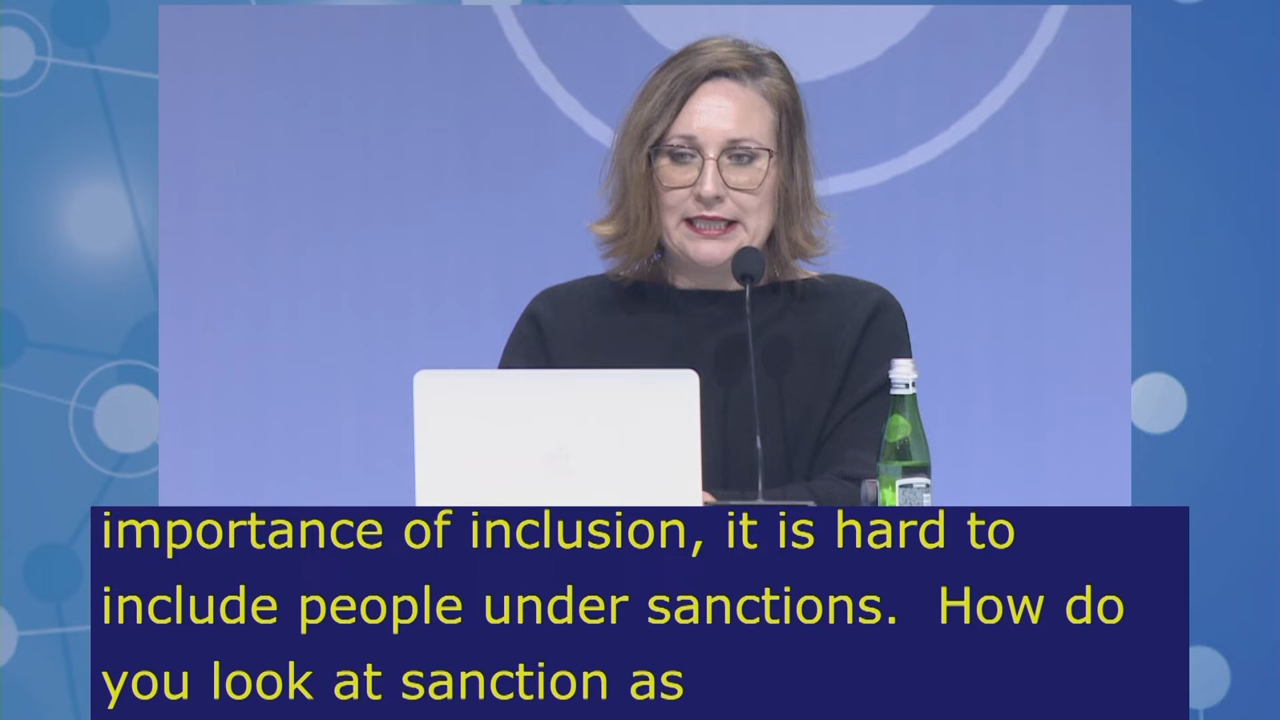 importance of inclusion, it is hard to
include people under sanctions.  How do
you look at sanction as